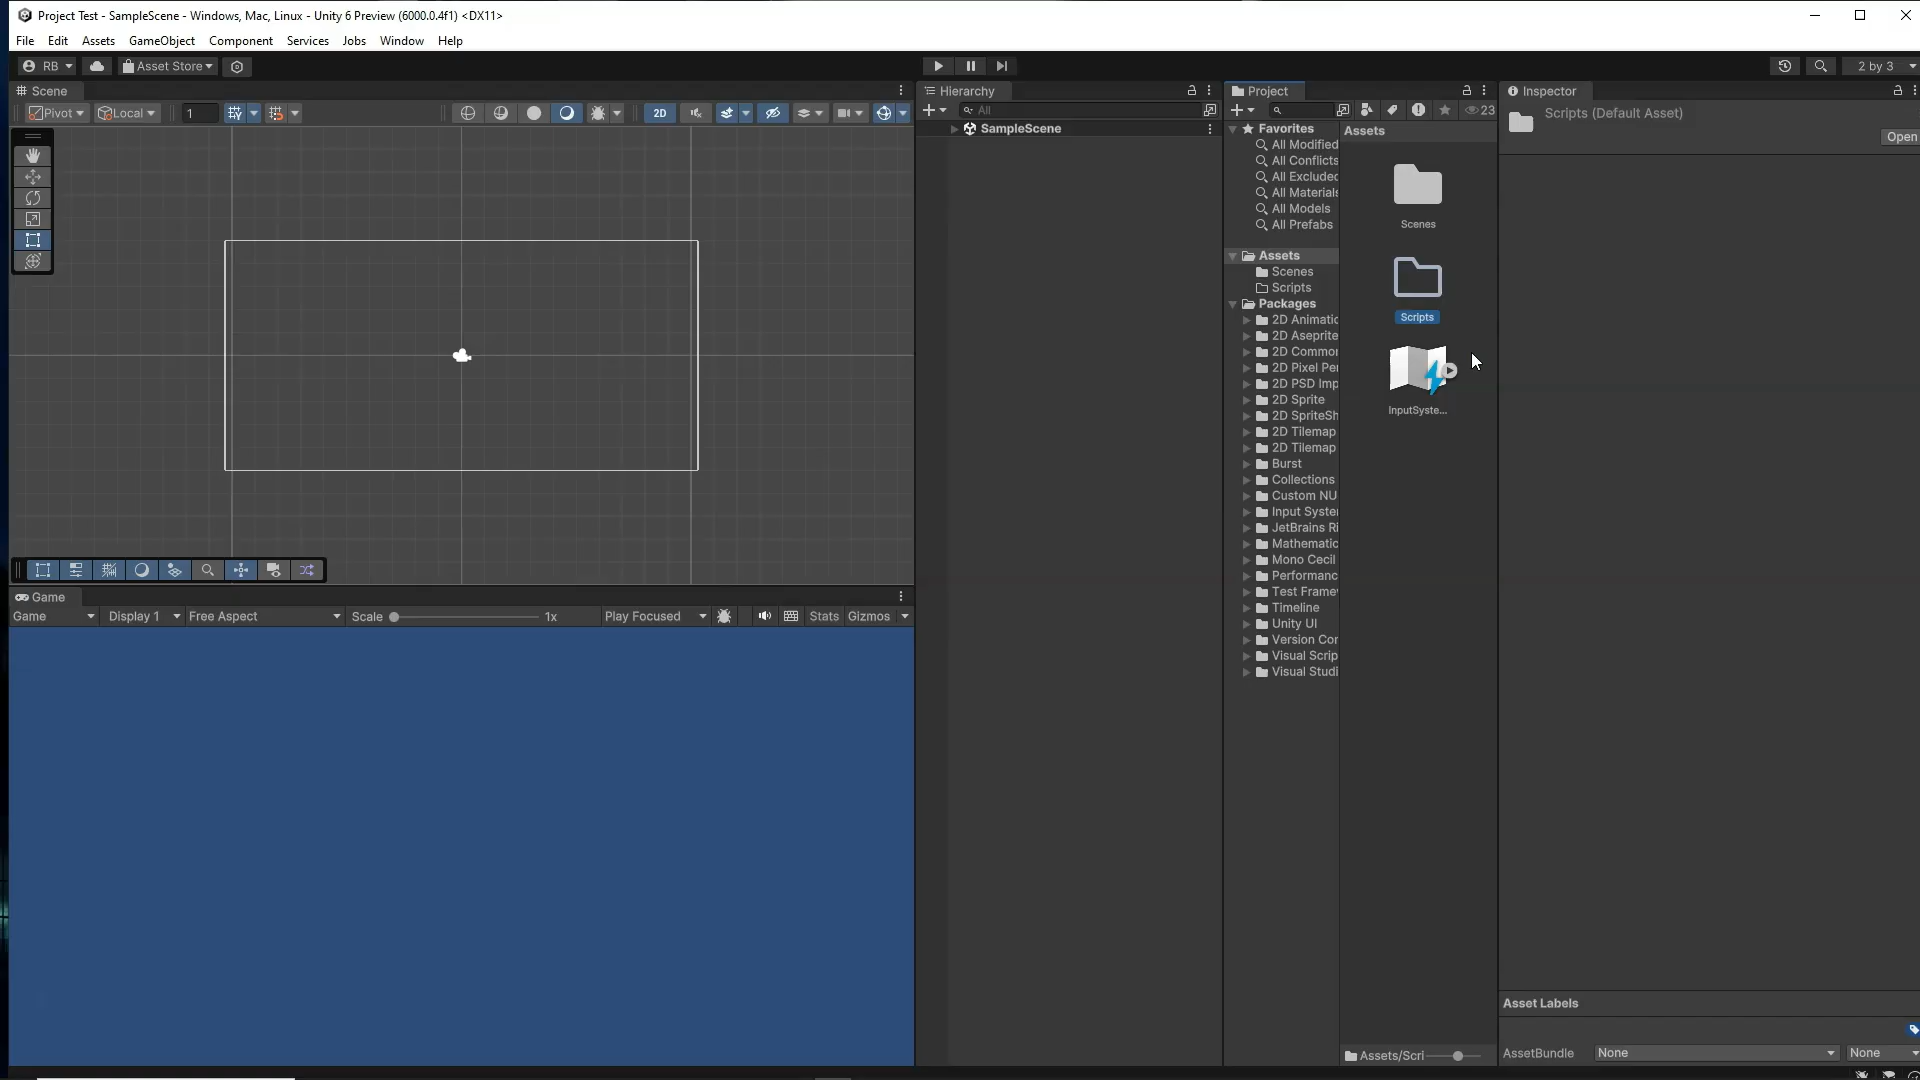 Project Test - SampleScene - Windows, Mac, Linux - Unity 6 Preview (6000.0.4f1) <DX11>
File Edit Assets GameObject Component Services Jobs Window Help
RB Asset Store 2 by 3
Scene
Pivot Local 1 2D
Game
Game Display 1 Free Aspect Scale 1x Play Focused Stats Gizmos
Hierarchy
All
SampleScene
Project
23
Favorites
All Modified
All Conflicts
All Excluded
All Materials
All Models
All Prefabs
Assets
Scenes
Scripts
Packages
2D Animatic
2D Aseprite
2D Commor
2D Pixel Pe
2D PSD Imp
2D Sprite
2D SpriteSh
2D Tilemap
2D Tilemap
Burst
Collections
Custom NU
Input Syste
JetBrains Ri
Mathematic
Mono Cecil
Performanc
Test Frame
Timeline
Unity UI
Version Cor
Visual Scrip
Visual Studi
Assets
Scenes
Scripts
InputSyste...
Assets/Scri
Inspector
Scripts (Default Asset)
Open
Asset Labels
AssetBundle None None